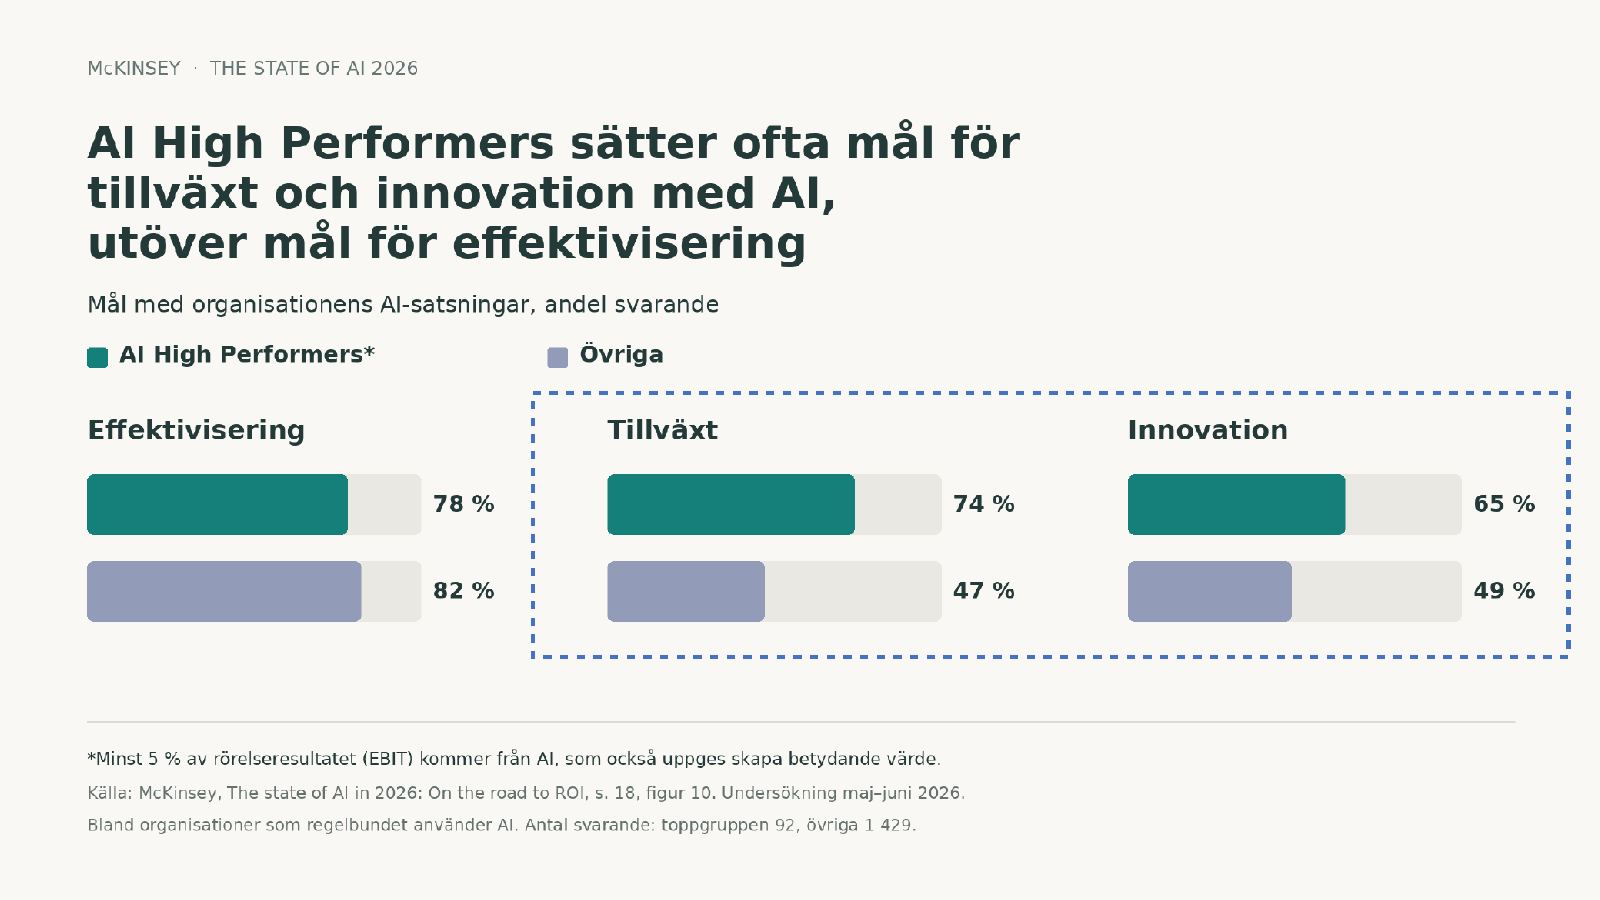 McKINSEY · THE STATE OF AI 2026
AI High Performers sätter ofta mål för
tillväxt och innovation med AI,
utöver mål för effektivisering
Mål med organisationens AI-satsningar, andel svarande
AI High Performers*
Övriga
Effektivisering
78 %
82 %
Tillväxt
74 %
47 %
Innovation
65 %
49 %
*Minst 5 % av rörelseresultatet (EBIT) kommer från AI, som också uppges skapa betydande värde.
Källa: McKinsey, The state of AI in 2026: On the road to ROI, s. 18, figur 10. Undersökning maj–juni 2026.
Bland organisationer som regelbundet använder AI. Antal svarande: toppgruppen 92, övriga 1 429.